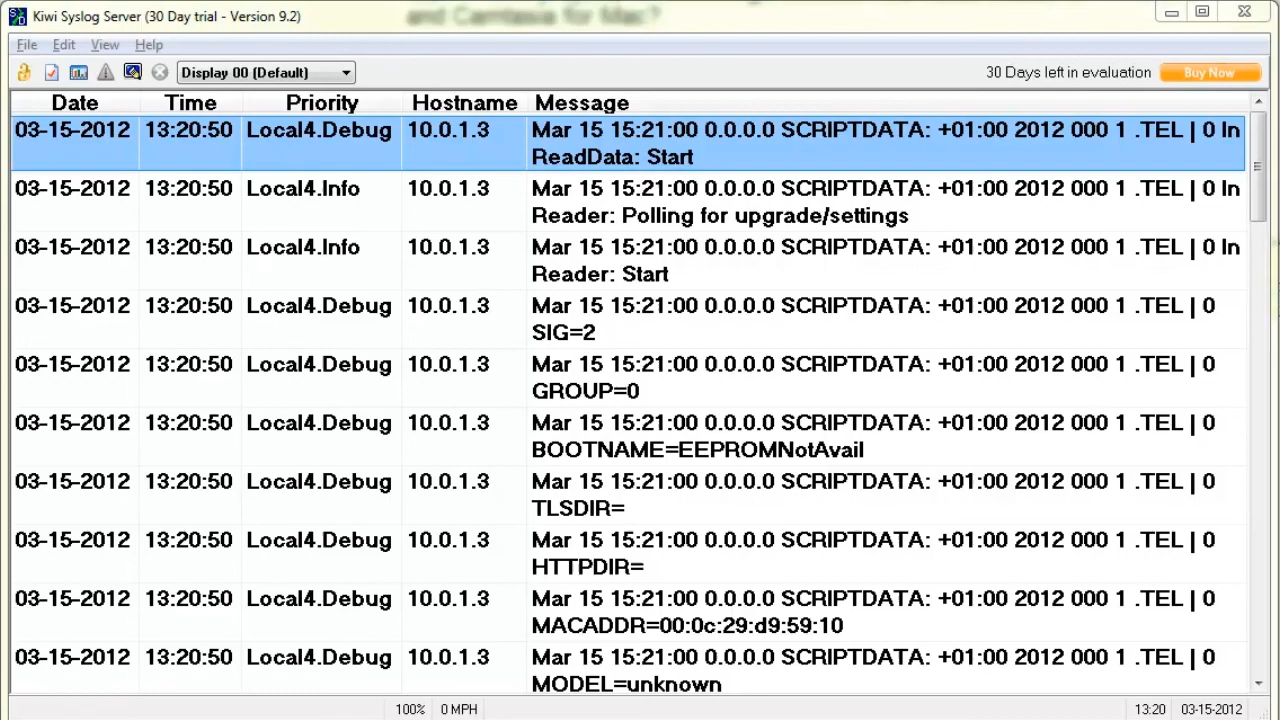 and Camtasia for Mac?
Kiwi Syslog Server (30 Day trial - Version 9.2)
File Edit View Help
Display 00 (Default) 30 Days left in evaluation Buy Now
Date Time Priority Hostname Message
03-15-2012 13:20:50 Local4.Debug 10.0.1.3 Mar 15 15:21:00 0.0.0.0 SCRIPTDATA: +01:00 2012 000 1 .TEL | 0 In
ReadData: Start
03-15-2012 13:20:50 Local4.Info 10.0.1.3 Mar 15 15:21:00 0.0.0.0 SCRIPTDATA: +01:00 2012 000 1 .TEL | 0 In
Reader: Polling for upgrade/settings
03-15-2012 13:20:50 Local4.Info 10.0.1.3 Mar 15 15:21:00 0.0.0.0 SCRIPTDATA: +01:00 2012 000 1 .TEL | 0 In
Reader: Start
03-15-2012 13:20:50 Local4.Debug 10.0.1.3 Mar 15 15:21:00 0.0.0.0 SCRIPTDATA: +01:00 2012 000 1 .TEL | 0
SIG=2
03-15-2012 13:20:50 Local4.Debug 10.0.1.3 Mar 15 15:21:00 0.0.0.0 SCRIPTDATA: +01:00 2012 000 1 .TEL | 0
GROUP=0
03-15-2012 13:20:50 Local4.Debug 10.0.1.3 Mar 15 15:21:00 0.0.0.0 SCRIPTDATA: +01:00 2012 000 1 .TEL | 0
BOOTNAME=EEPROMNotAvail
03-15-2012 13:20:50 Local4.Debug 10.0.1.3 Mar 15 15:21:00 0.0.0.0 SCRIPTDATA: +01:00 2012 000 1 .TEL | 0
TLSDIR=
03-15-2012 13:20:50 Local4.Debug 10.0.1.3 Mar 15 15:21:00 0.0.0.0 SCRIPTDATA: +01:00 2012 000 1 .TEL | 0
HTTPDIR=
03-15-2012 13:20:50 Local4.Debug 10.0.1.3 Mar 15 15:21:00 0.0.0.0 SCRIPTDATA: +01:00 2012 000 1 .TEL | 0
MACADDR=00:0c:29:d9:59:10
03-15-2012 13:20:50 Local4.Debug 10.0.1.3 Mar 15 15:21:00 0.0.0.0 SCRIPTDATA: +01:00 2012 000 1 .TEL | 0
MODEL=unknown
100% 0 MPH 13:20 03-15-2012